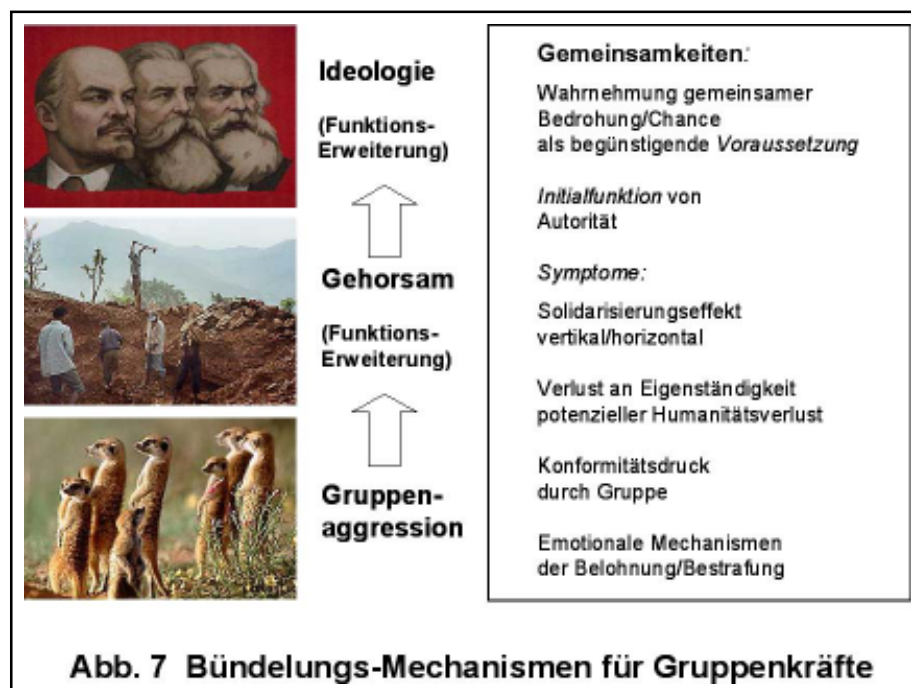 Ideologie
(Funktions-
Erweiterung)
Gehorsam
(Funktions-
Erweiterung)
Gruppen-
aggression
Gemeinsamkeiten:
Wahrnehmung gemeinsamer
Bedrohung/Chance
als begünstigende Voraussetzung
Initialfunktion von
Autorität
Symptome:
Solidarisierungseffekt
vertikal/horizontal
Verlust an Eigenständigkeit
potenzieller Humanitätsverlust
Konformitätsdruck
durch Gruppe
Emotionale Mechanismen
der Belohnung/Bestrafung
Abb. 7 Bündelungs-Mechanismen für Gruppenkräfte